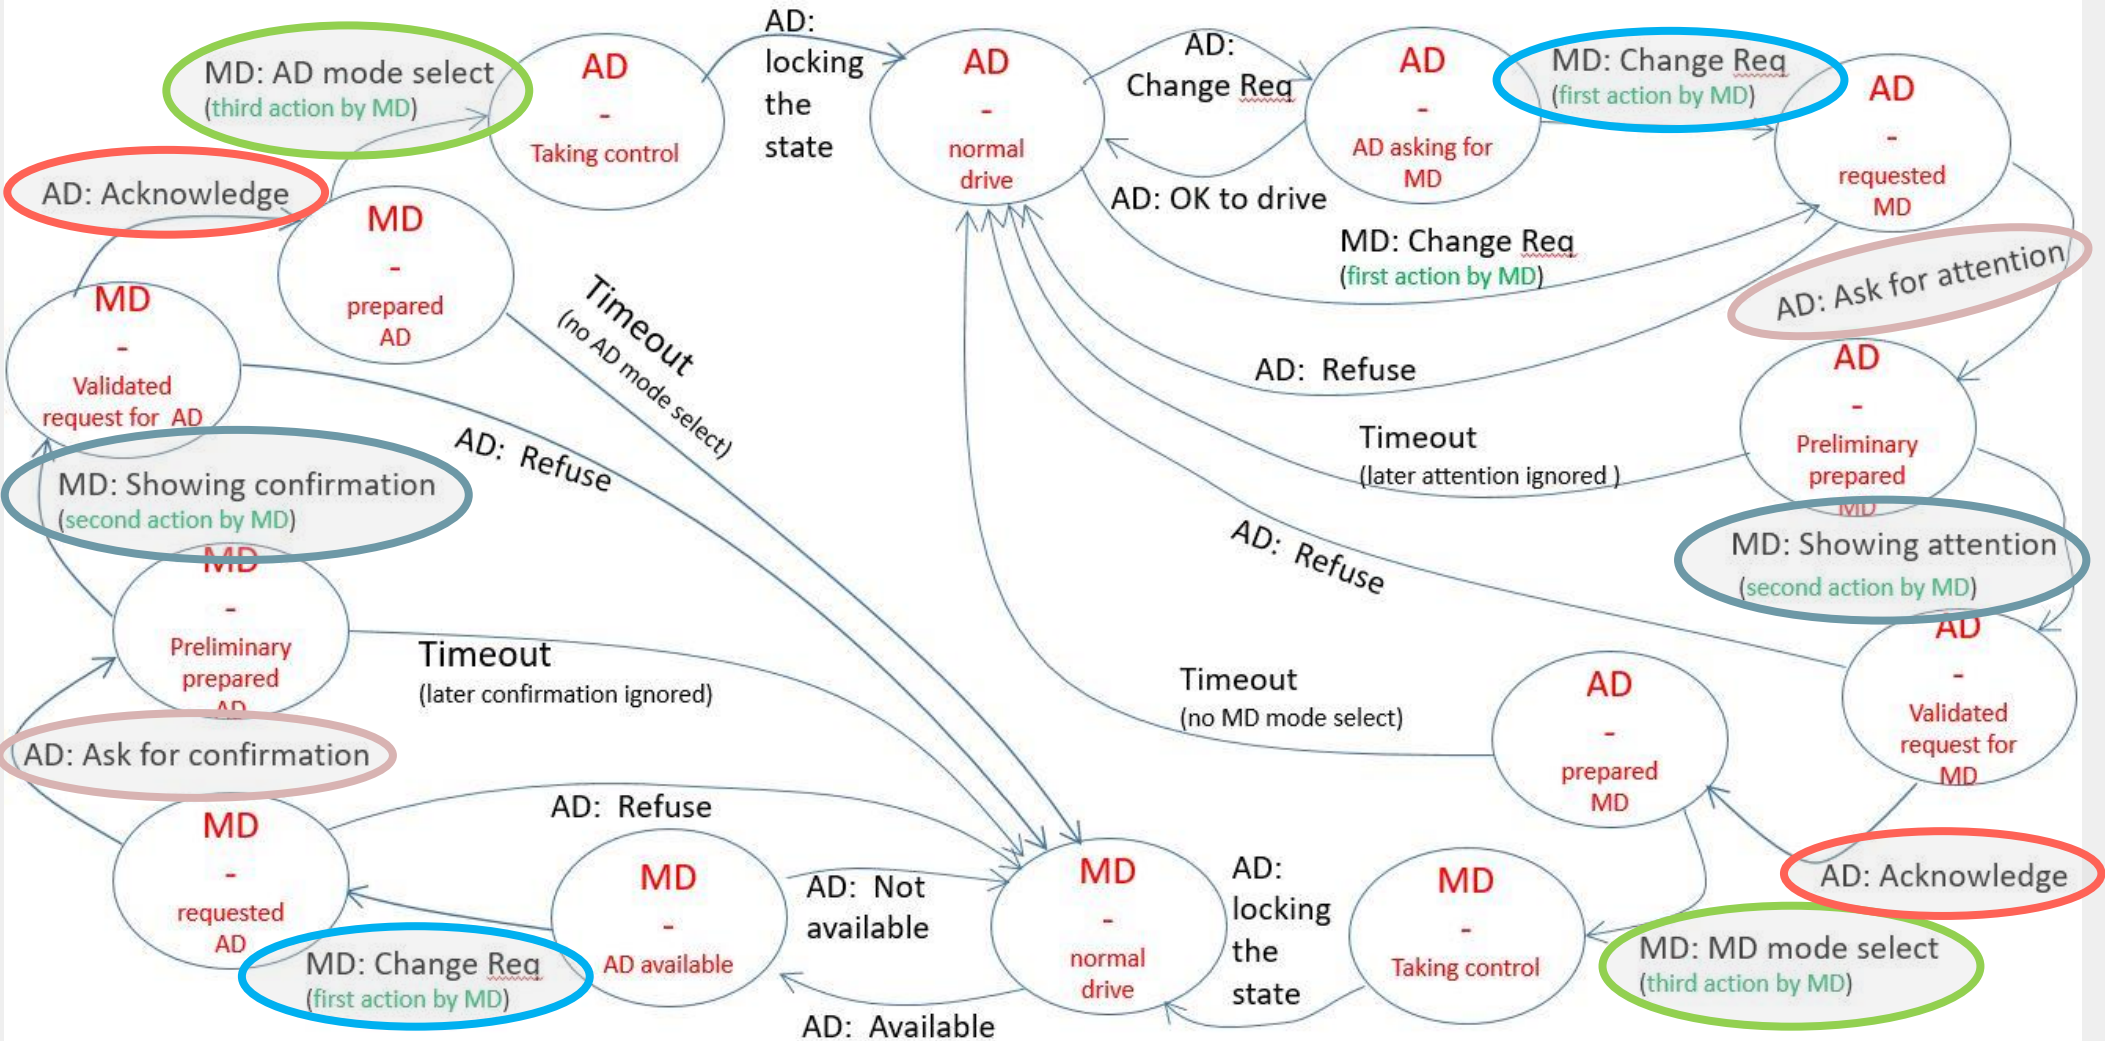 MD: AD mode select
(third action by MD)
AD
-
Taking control
AD:
locking
the
state
AD
-
normal
drive
AD:
Change Req
AD: OK to drive
AD
-
AD asking for
MD
MD: Change Req
(first action by MD)
AD
-
requested
MD
AD: Acknowledge
MD
-
prepared
AD
MD: Change Req
(first action by MD)
AD: Ask for attention
MD
-
Validated
request for AD
Timeout
(no AD mode select)
AD: Refuse
AD
-
Preliminary
prepared
MD
AD: Refuse
Timeout
(later attention ignored )
MD: Showing confirmation
(second action by MD)
AD: Refuse
MD: Showing attention
(second action by MD)
MD
-
Preliminary
prepared
AD
Timeout
(later confirmation ignored)
Timeout
(no MD mode select)
AD
-
prepared
MD
AD
-
Validated
request for
MD
AD: Ask for confirmation
AD: Refuse
MD
-
requested
AD
MD: Change Req
(first action by MD)
MD
-
AD available
AD: Not
available
AD: Available
MD
-
normal
drive
AD:
locking
the
state
MD
-
Taking control
AD: Acknowledge
MD: MD mode select
(third action by MD)